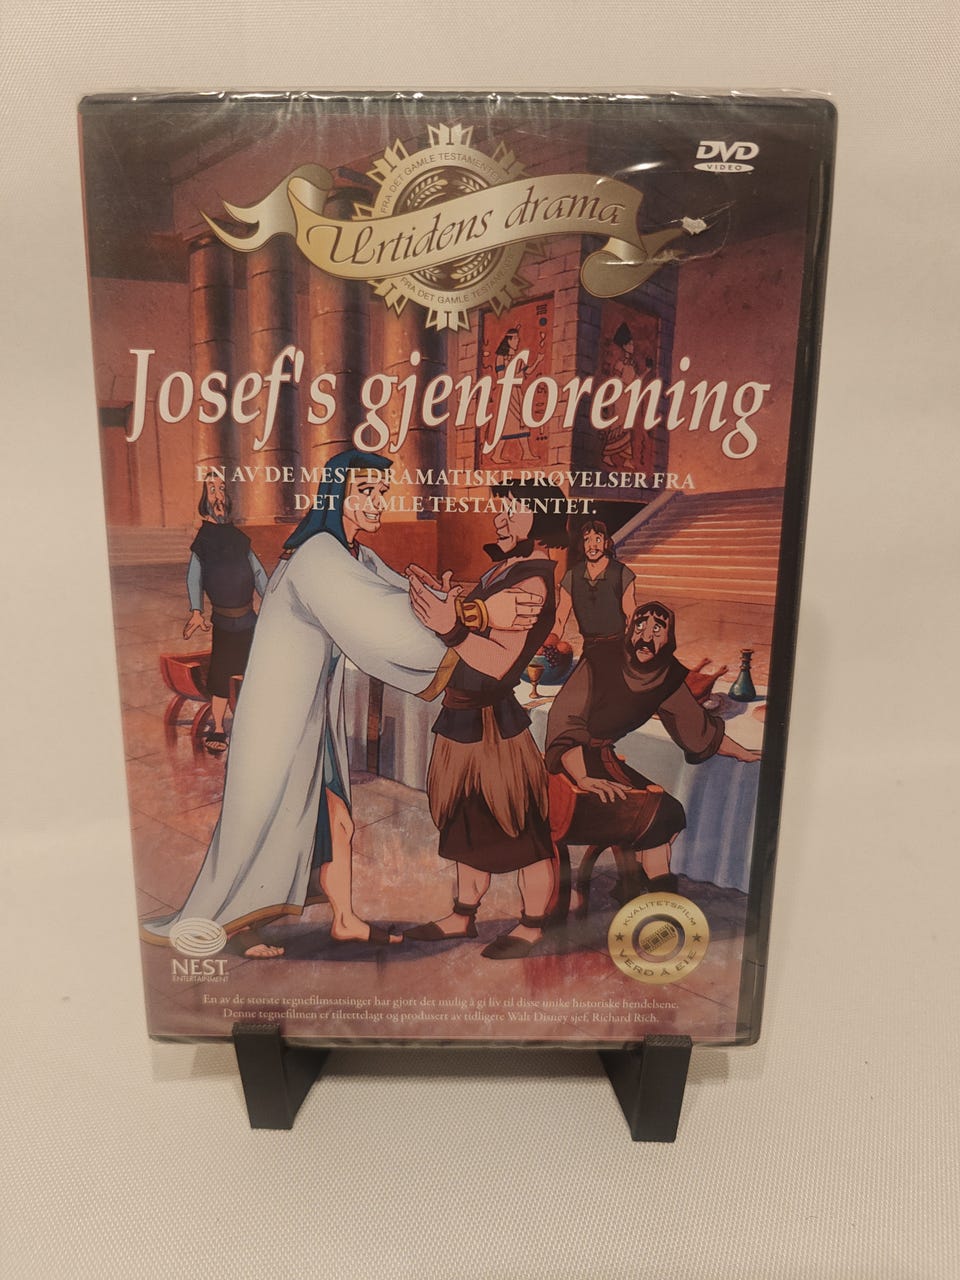 FRA DET GAMLE TESTAMENTET
Urtidens drama
FRA DET GAMLE TESTAMENTET
DVD
VIDEO
Josef's gjenforening
EN AV DE MEST DRAMATISKE PRØVELSER FRA
DET GAMLE TESTAMENTET.
KVALITETSFILM
VERD Å EIE
NEST
ENTERTAINMENT
En av de største tegnefilmsatsinger har gjort det mulig å gi liv til disse unike historiske hendelsene.
Denne tegnefilmen er tilrettelagt og produsert av tidligere Walt Disney sjef, Richard Rich.